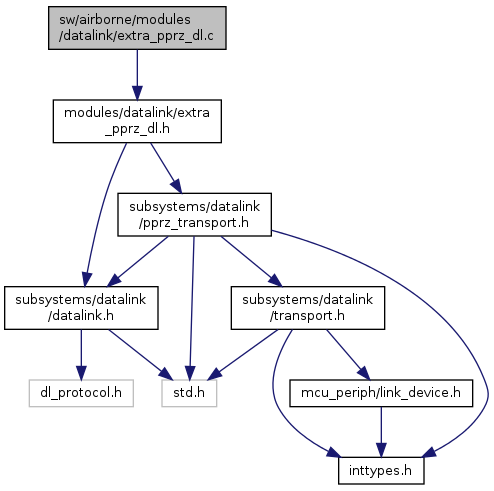 sw/airborne/modules
/datalink/extra_pprz_dl.c
modules/datalink/extra
_pprz_dl.h
subsystems/datalink
/pprz_transport.h
subsystems/datalink
/datalink.h
subsystems/datalink
/transport.h
dl_protocol.h
std.h
mcu_periph/link_device.h
inttypes.h